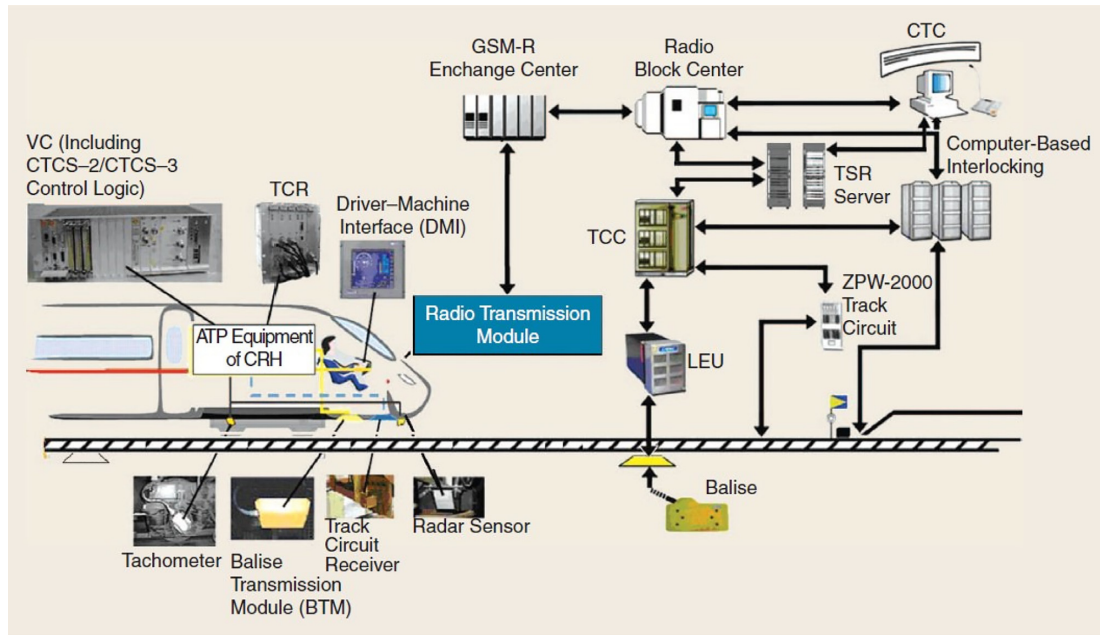 CTC
GSM-R
Enchange Center
Radio
Block Center
VC (Including
CTCS–2/CTCS–3
Control Logic)
TCR
Driver–Machine
Interface (DMI)
Computer-Based
Interlocking
TSR
Server
TCC
ZPW-2000
Track
Circuit
Radio Transmission
Module
ATP Equipment
of CRH
LEU
Balise
Tachometer
Balise
Transmission
Module (BTM)
Track
Circuit
Receiver
Radar Sensor